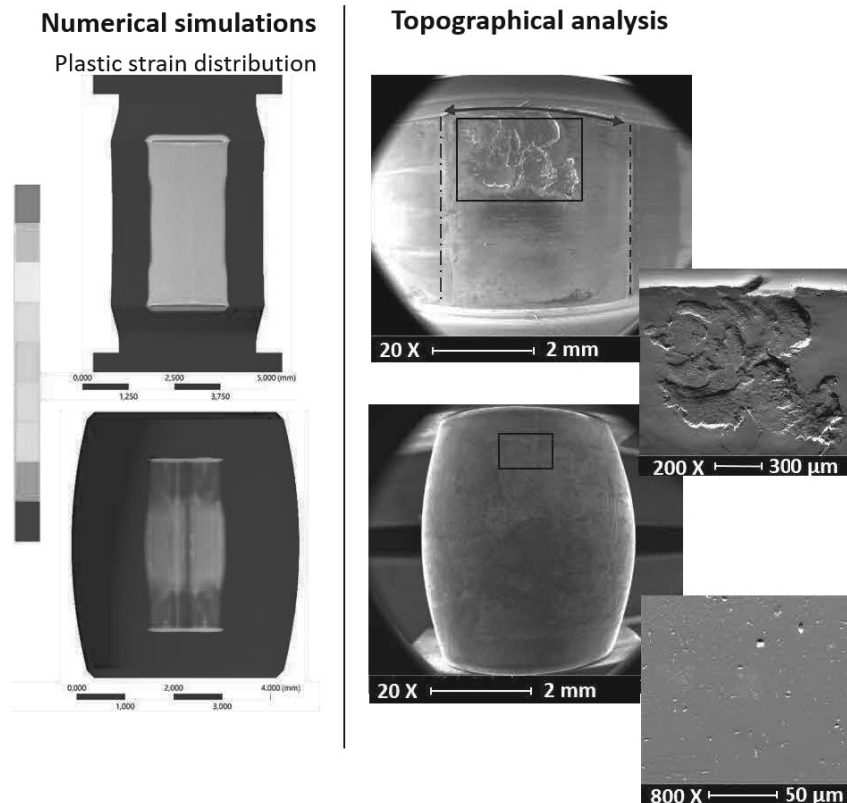 Numerical simulations
Plastic strain distribution
0,000 2,500 5,000 (mm)
1,250 3,750
0,000 2,000 4,000 (mm)
1,000 3,000
Topographical analysis
20 X 2 mm
200 X 300 µm
20 X 2 mm
800 X 50 µm